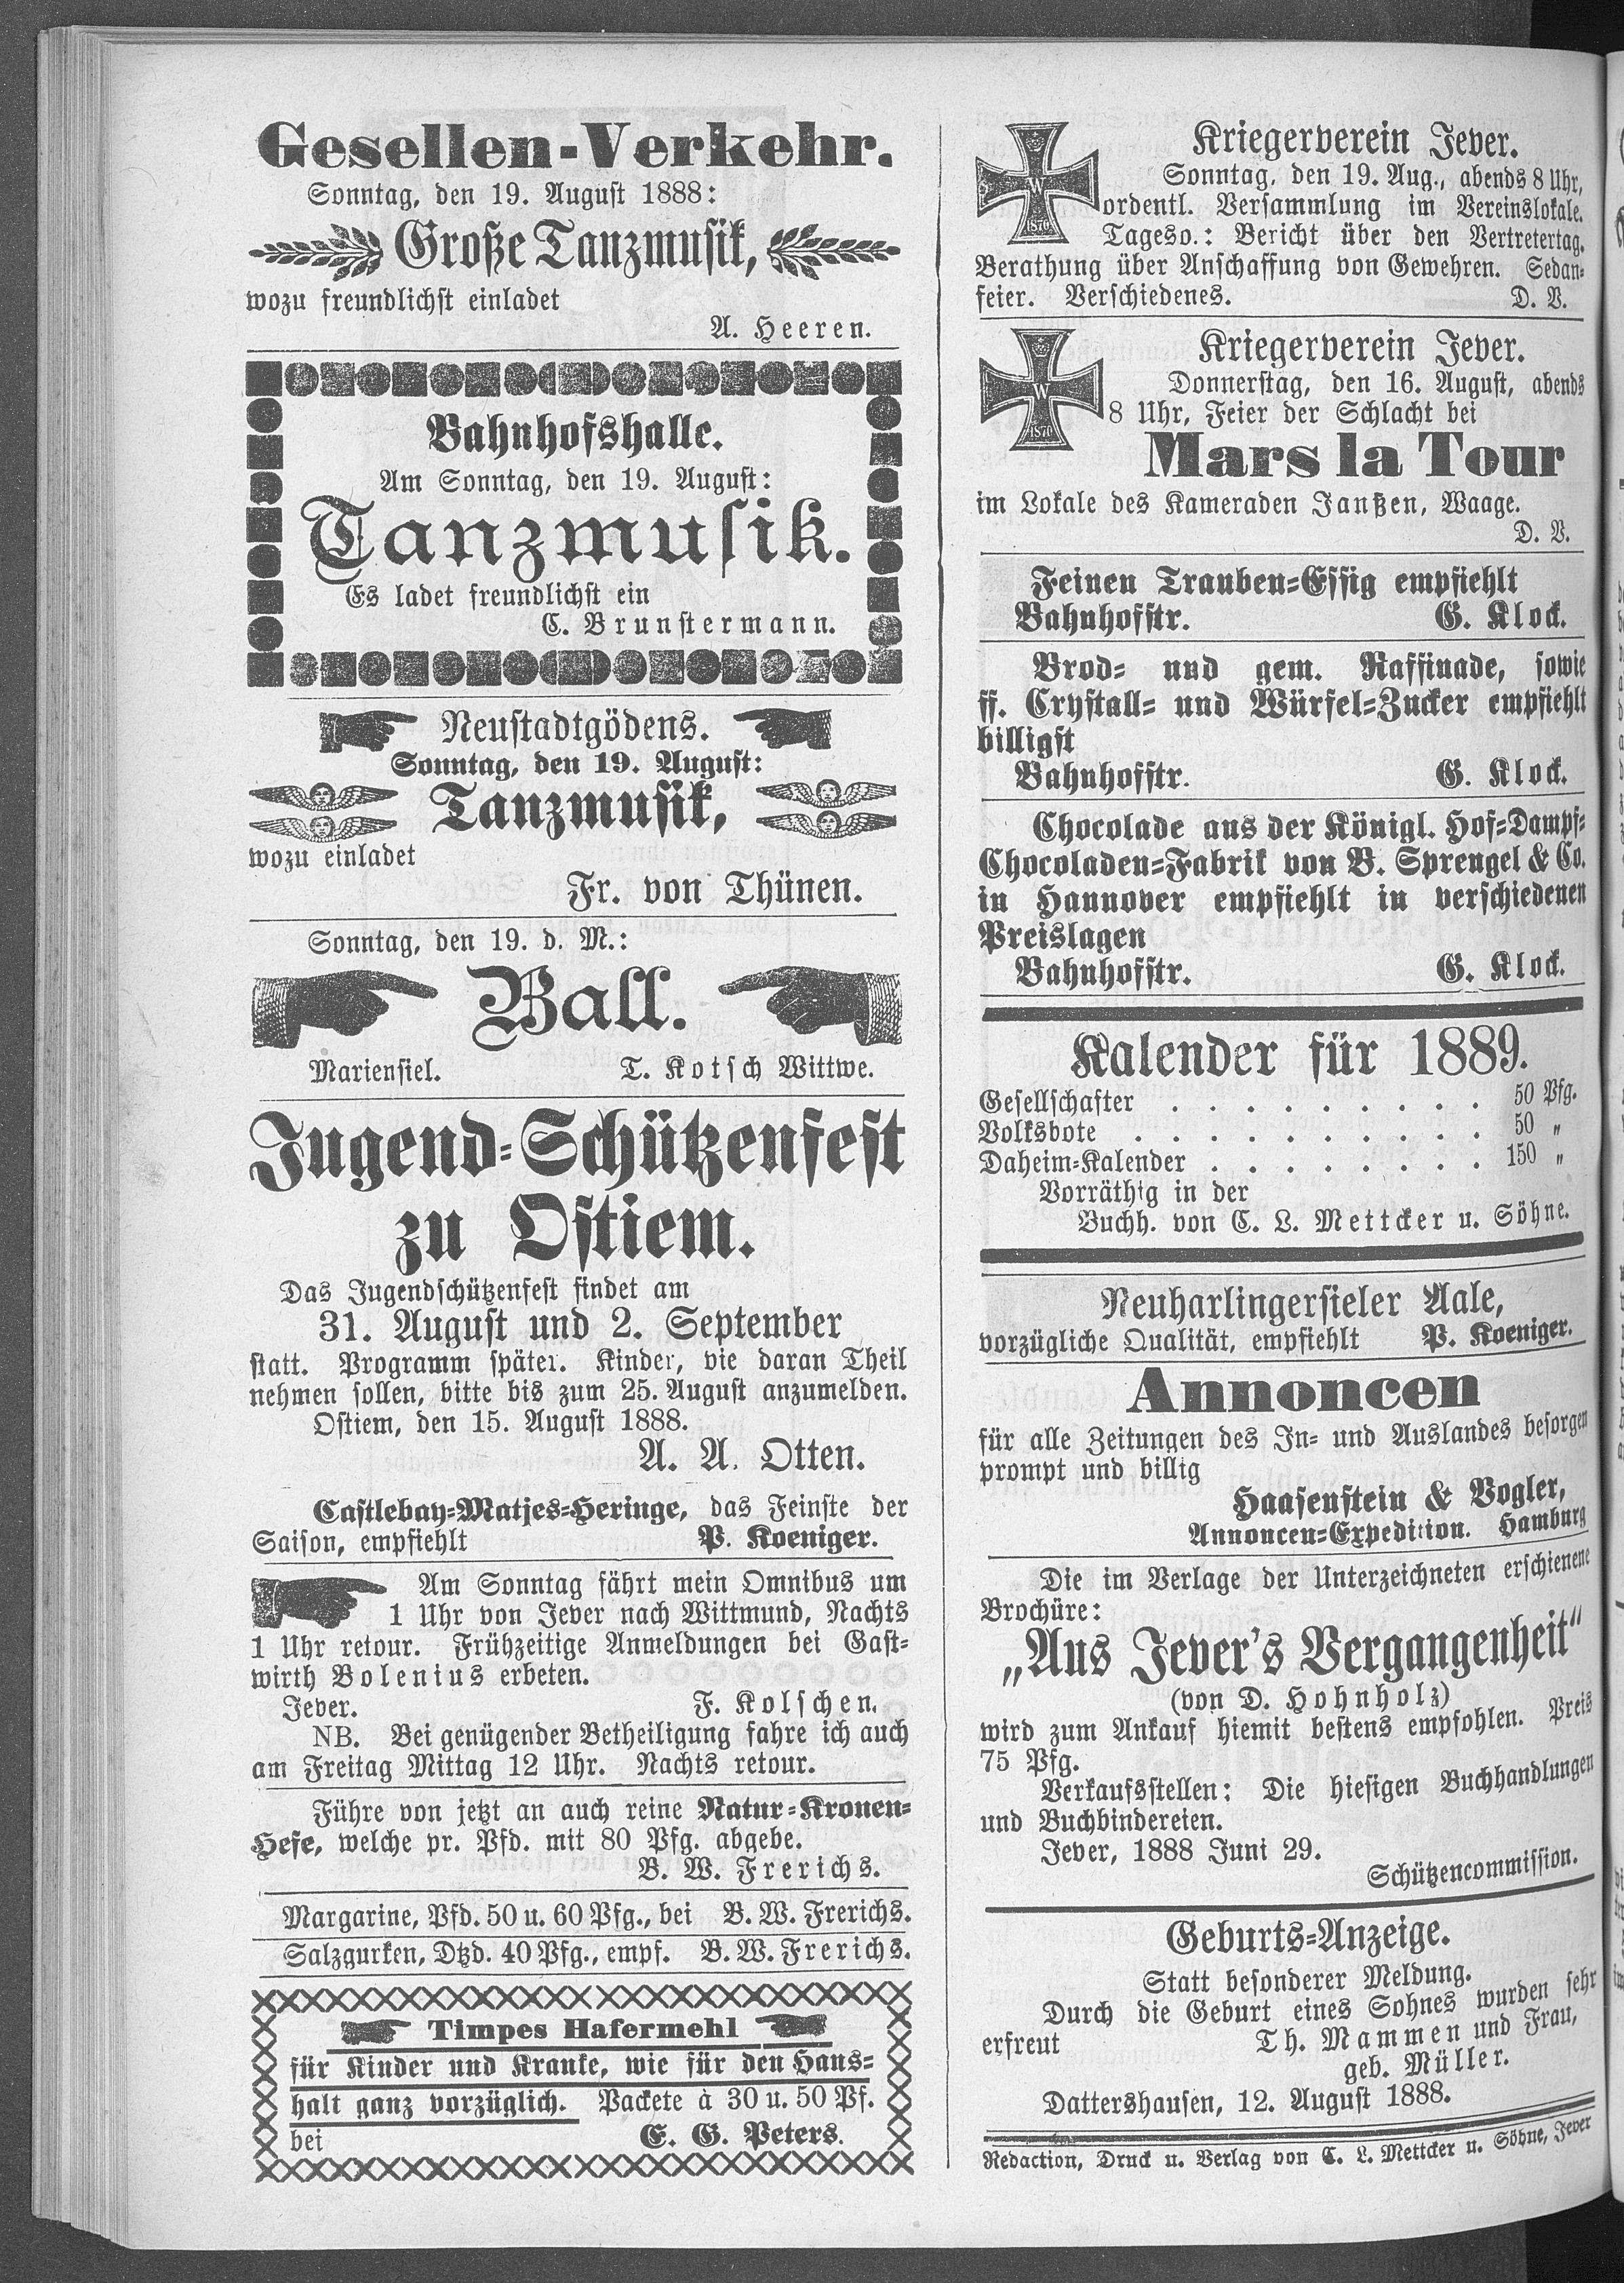 Gesellen-Verkehr.
Sonntag, den 19. August 1888:
Große Tanzmusik,
wozu freundlichst einladet
A. Heeren.
Bahnhofshalle.
Am Sonntag, den 19. August:
Tanzmusik.
Es ladet freundlichst ein
C. Brunstermann.
Neustadtgödens.
Sonntag, den 19. August:
Tanzmusik,
wozu einladet
Fr. von Thünen.
Sonntag, den 19. d. M.:
Ball.
Mariensiel. T. Kotsch Wittwe.
Jugend-Schützenfest
zu Ostiem.
Das Jugendschützenfest findet am
31. August und 2. September
statt. Programm später. Kinder, die daran Theil
nehmen sollen, bitte bis zum 25. August anzumelden.
Ostiem, den 15. August 1888.
A. A. Otten.
Castlebay-Matjes-Heringe, das Feinste der
Saison, empfiehlt P. Koeniger.
Am Sonntag fährt mein Omnibus um
1 Uhr von Jever nach Wittmund, Nachts
1 Uhr retour. Frühzeitige Anmeldungen bei Gast-
wirth Bolenius erbeten.
Jever. F. Kolschen.
NB. Bei genügender Betheiligung fahre ich auch
am Freitag Mittag 12 Uhr. Nachts retour.
Führe von jetzt an auch reine Natur-Kronen-
Hefe, welche pr. Pfd. mit 80 Pfg. abgebe.
B. W. Frerichs.
Margarine, Pfd. 50 u. 60 Pfg., bei B. W. Frerichs.
Salzgurken, Dtzd. 40 Pfg., empf. B. W. Frerichs.
Timpes Hafermehl
für Kinder und Kranke, wie für den Haus-
halt ganz vorzüglich. Packete à 30 u. 50 Pf.
bei E. G. Peters.
Kriegerverein Jever.
Sonntag, den 19. Aug., abends 8 Uhr,
ordentl. Versammlung im Vereinslokale.
Tageso.: Bericht über den Vertretertag.
Berathung über Anschaffung von Gewehren. Sedan-
feier. Verschiedenes. D. V.
W
1870
Kriegerverein Jever.
Donnerstag, den 16. August, abends
8 Uhr, Feier der Schlacht bei
W
1870
Mars la Tour
im Lokale des Kameraden Janßen, Waage.
D. V.
Feinen Trauben-Essig empfiehlt
Bahnhofstr. G. Klock.
Brod- und gem. Raffinade, sowie
ff. Crystall- und Würfel-Zucker empfiehlt
billigst
Bahnhofstr. G. Klock.
Chocolade aus der Königl. Hof-Dampf-
Chocoladen-Fabrik von B. Sprengel & Co.
in Hannover empfiehlt in verschiedenen
Preislagen
Bahnhofstr. G. Klock.
Kalender für 1889.
Gesellschafter . . . . . . . . . 50 Pfg.
Volksbote . . . . . . . . . . 50 „
Daheim-Kalender . . . . . . . . 150 „
Vorräthig in der
Buchh. von C. L. Mettcker u. Söhne.
Neuharlingersieler Aale,
vorzügliche Qualität, empfiehlt P. Koeniger.
Annoncen
für alle Zeitungen des In- und Auslandes besorgen
prompt und billig
Haasenstein & Vogler,
Annoncen-Expedition. Hamburg
Die im Verlage der Unterzeichneten erschienene
Brochüre:
„Aus Jever's Vergangenheit“
(von D. Hohnholz)
wird zum Ankauf hiemit bestens empfohlen. Preis
75 Pfg.
Verkaufsstellen: Die hiesigen Buchhandlungen
und Buchbindereien.
Jever, 1888 Juni 29.
Schützencommission.
Geburts-Anzeige.
Statt besonderer Meldung.
Durch die Geburt eines Sohnes wurden sehr
erfreut Th. Mammen und Frau,
geb. Müller.
Dattershausen, 12. August 1888.
Redaction, Druck u. Verlag von C. L. Mettcker u. Söhne, Jever